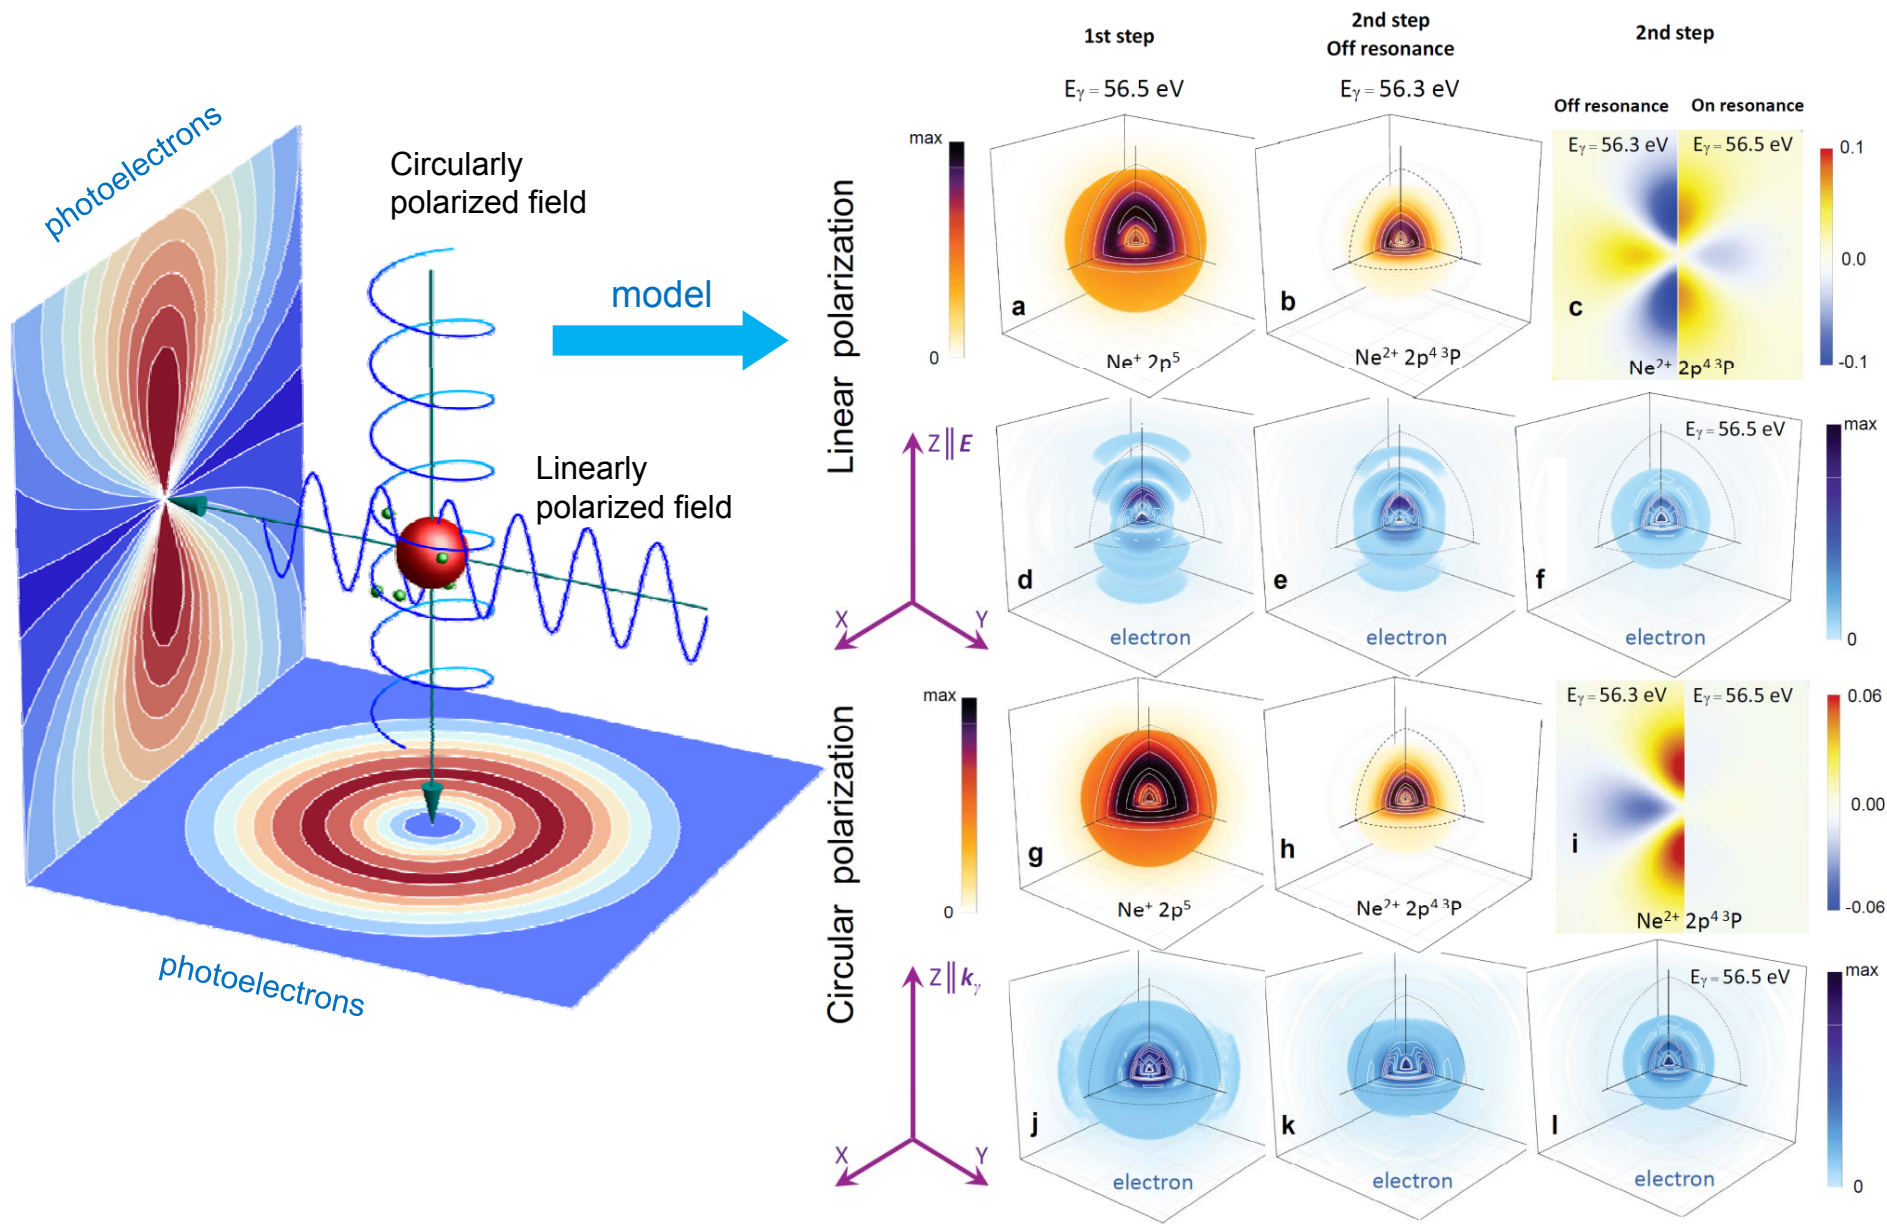 photoelectrons
Circularly
polarized field
model
Linearly
polarized field
photoelectrons
1st step
2nd step
Off resonance
2nd step
Eγ = 56.5 eV
Eγ = 56.3 eV
Off resonance
On resonance
Linear polarization
max
0
a
Ne⁺ 2p⁵
b
Ne²⁺ 2p⁴ ³P
Eγ = 56.3 eV
Eγ = 56.5 eV
c
Ne²⁺ 2p⁴ ³P
0.1
0.0
-0.1
Z || E
X
Y
d
electron
e
electron
Eγ = 56.5 eV
f
electron
max
0
Circular polarization
max
0
g
Ne⁺ 2p⁵
h
Ne²⁺ 2p⁴ ³P
Eγ = 56.3 eV
Eγ = 56.5 eV
i
Ne²⁺ 2p⁴ ³P
0.06
0.00
-0.06
Z || kγ
X
Y
j
electron
k
electron
Eγ = 56.5 eV
l
electron
max
0